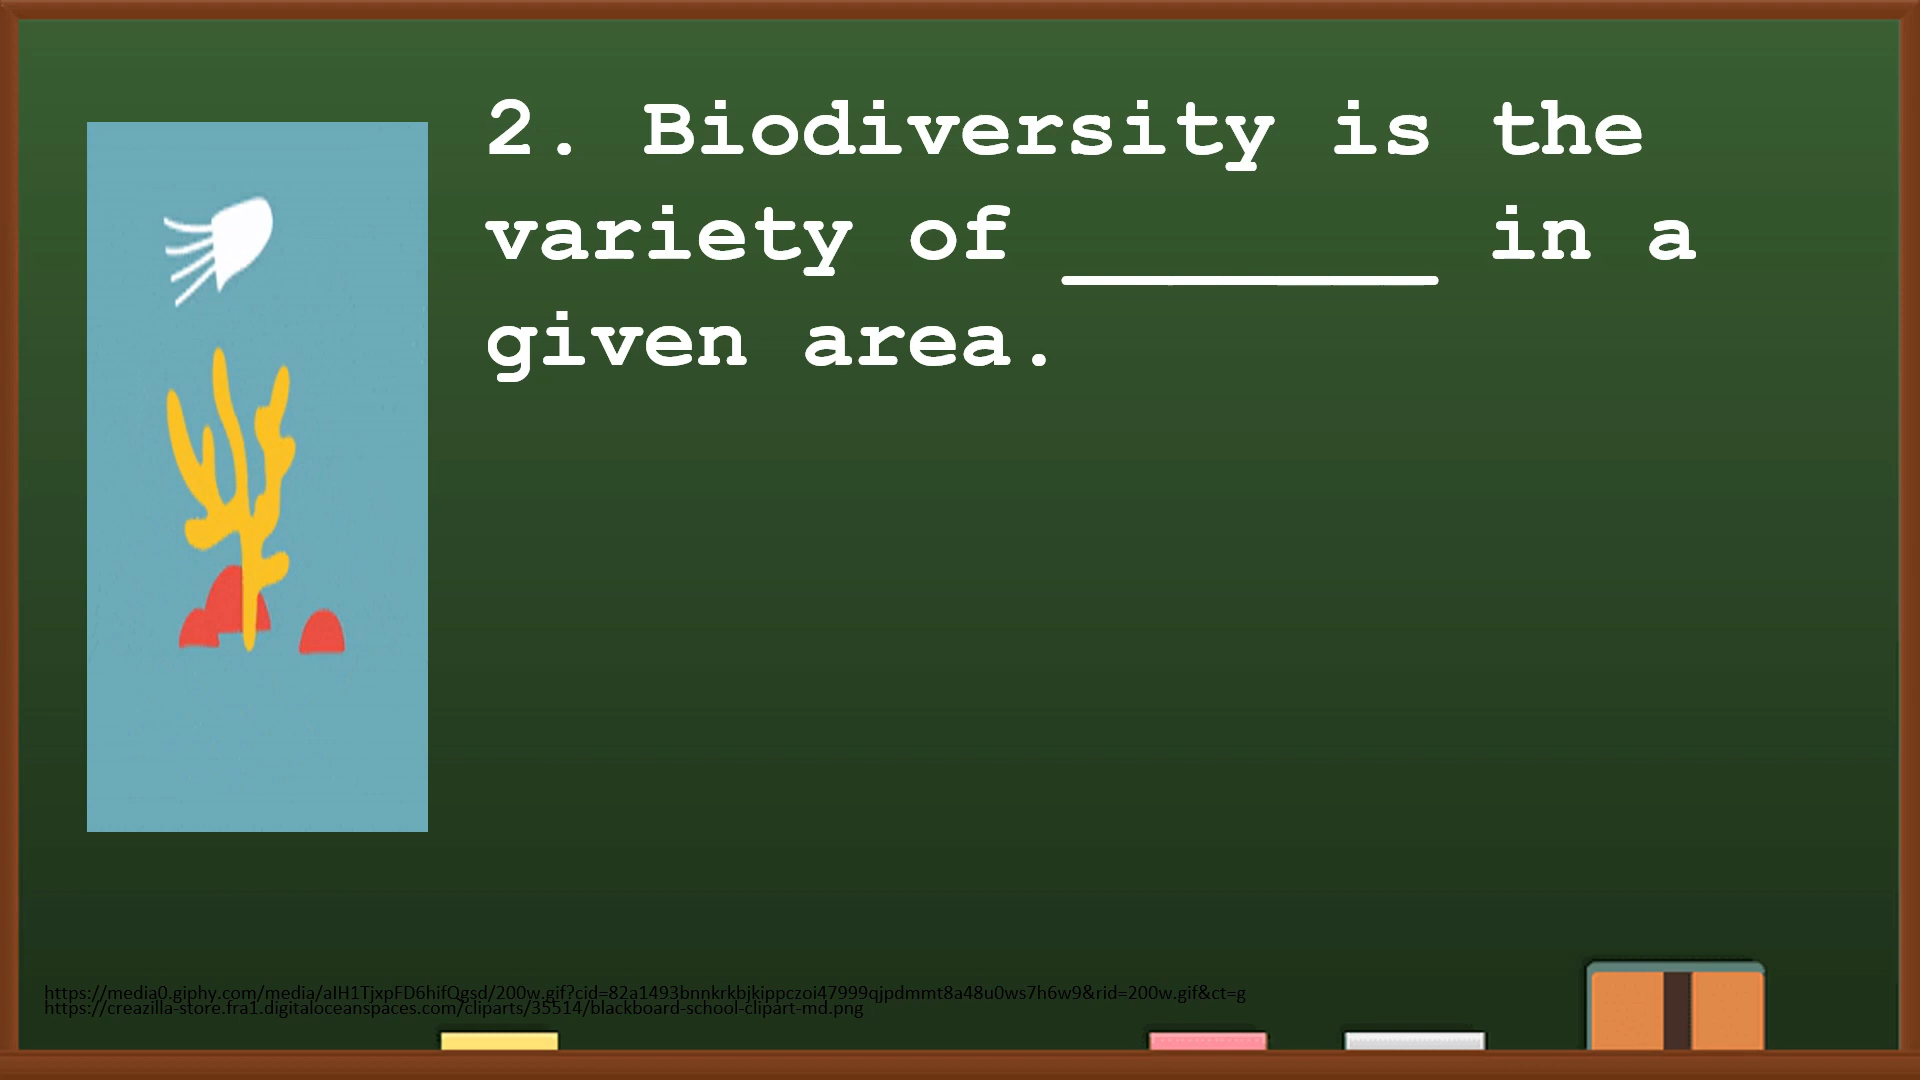 2. Biodiversity is the
variety of _______ in a
given area.
https://media0.giphy.com/media/alH1TjxpFD6hifQgsd/200w.gif?cid=82a1493bnnkrkbjkippczoi47999qjpdmmt8a48u0ws7h6w9&rid=200w.gif&ct=g
https://creazilla-store.fra1.digitaloceanspaces.com/cliparts/35514/blackboard-school-clipart-md.png